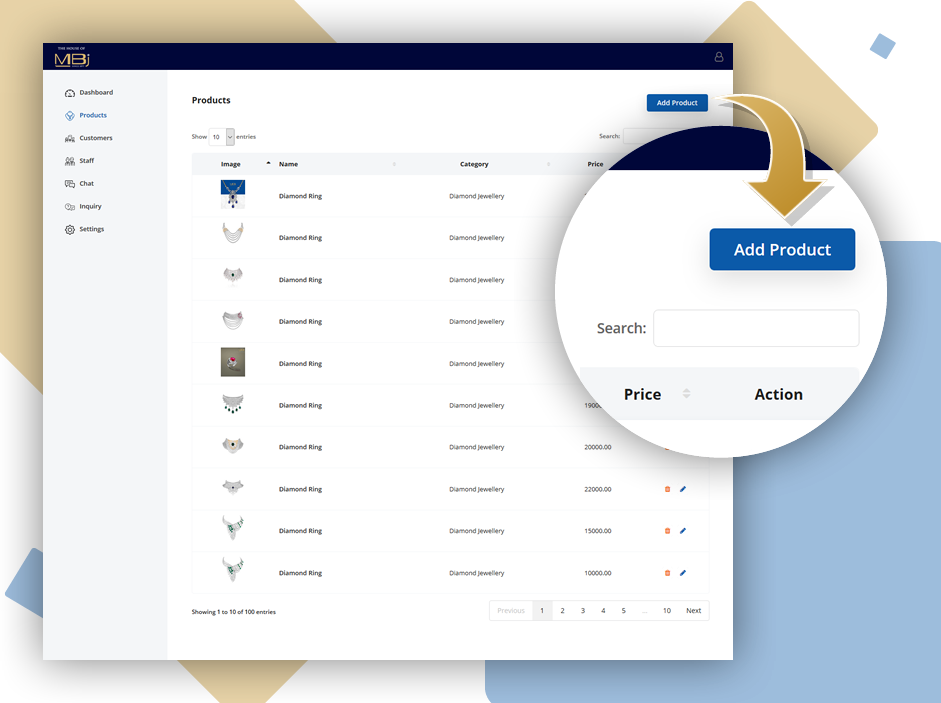 THE HOUSE OF
MBj
Dashboard
Products
Customers
Staff
Chat
Inquiry
Settings
Products
Add Product
Show 10 entries
Search:
Image Name Category Price
Diamond Ring Diamond Jewellery
Diamond Ring Diamond Jewellery
Diamond Ring Diamond Jewellery
Diamond Ring Diamond Jewellery
Diamond Ring Diamond Jewellery
Diamond Ring Diamond Jewellery 1900
Diamond Ring Diamond Jewellery 20000.00
Diamond Ring Diamond Jewellery 22000.00
Diamond Ring Diamond Jewellery 15000.00
Diamond Ring Diamond Jewellery 10000.00
Showing 1 to 10 of 100 entries
Previous 1 2 3 4 5 ... 10 Next
Add Product
Search:
Price Action